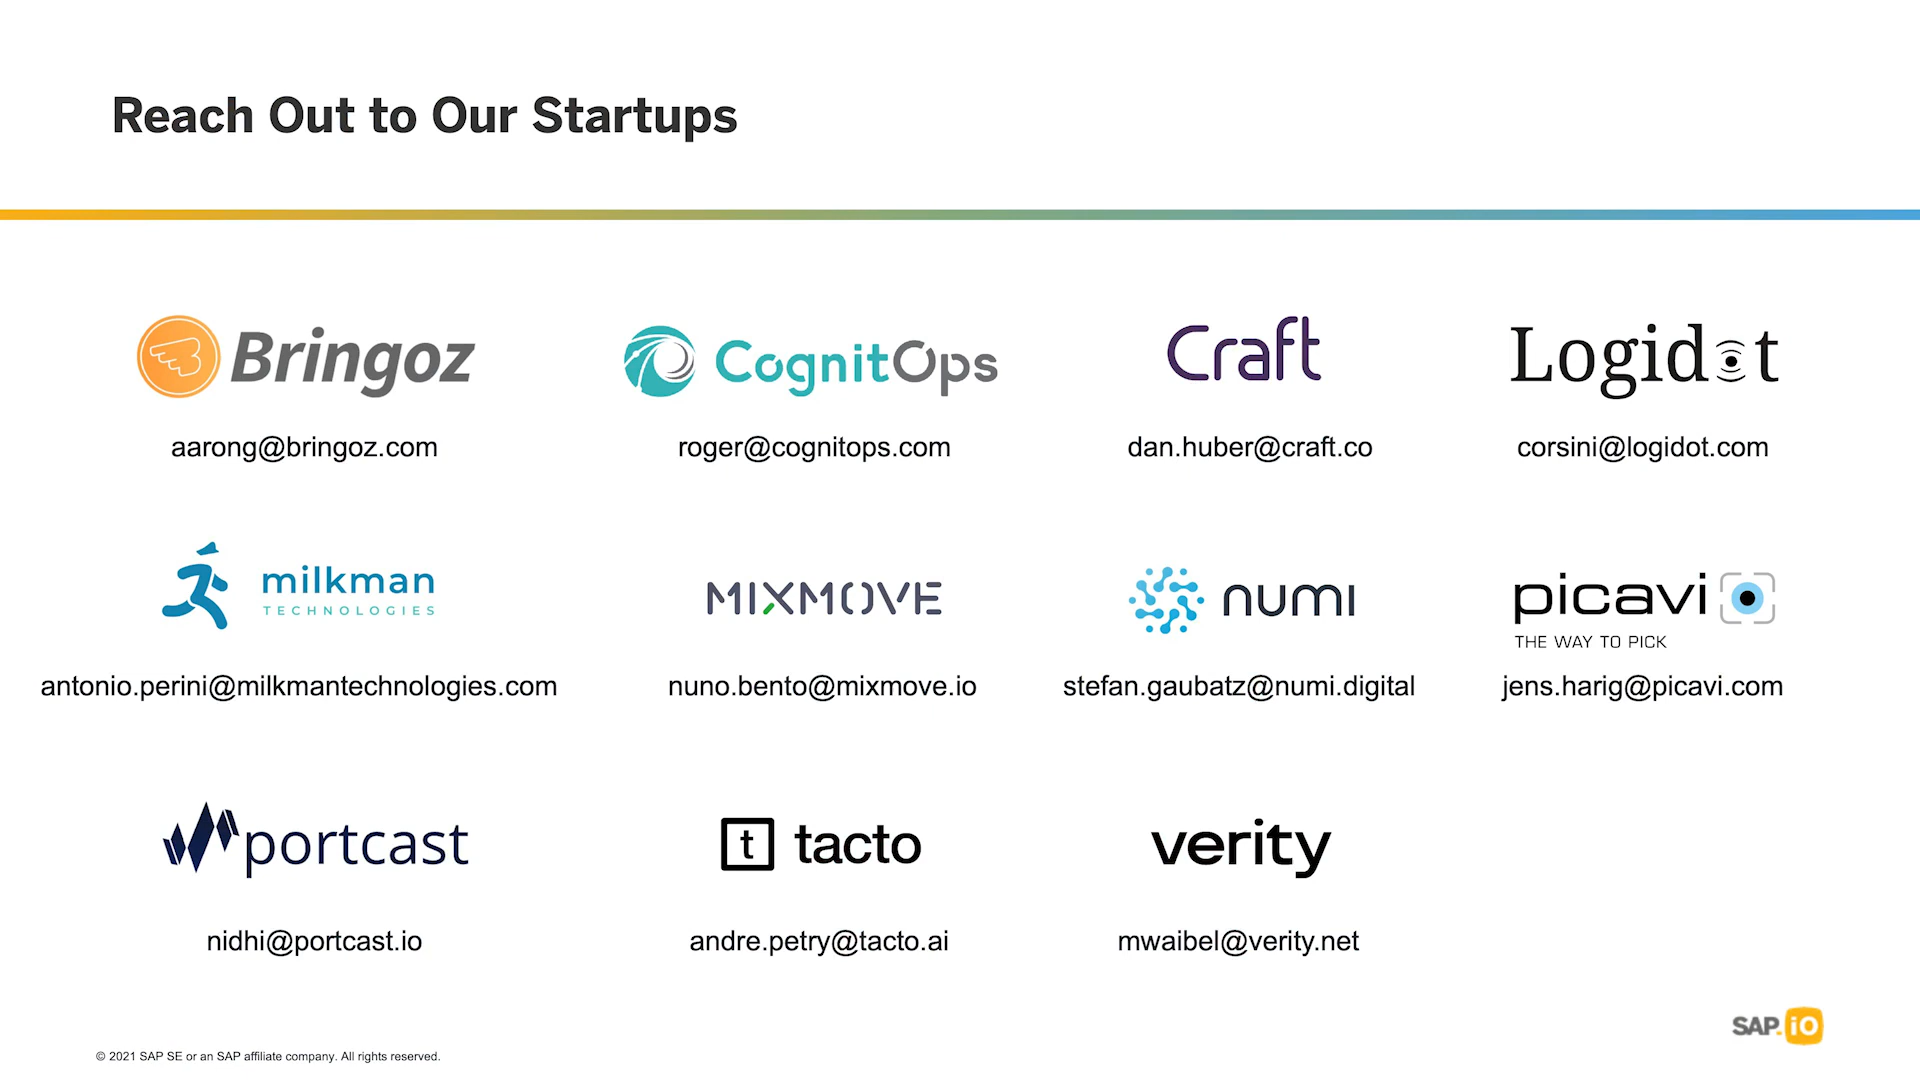 Reach Out to Our Startups
Bringoz
CognitOps
Craft
Logidot
aarong@bringoz.com
roger@cognitops.com
dan.huber@craft.co
corsini@logidot.com
milkman
TECHNOLOGIES
MIXMOVE
numi
picavi
THE WAY TO PICK
antonio.perini@milkmantechnologies.com
nuno.bento@mixmove.io
stefan.gaubatz@numi.digital
jens.harig@picavi.com
portcast
t tacto
verity
nidhi@portcast.io
andre.petry@tacto.ai
mwaibel@verity.net
SAP.iO
© 2021 SAP SE or an SAP affiliate company. All rights reserved.